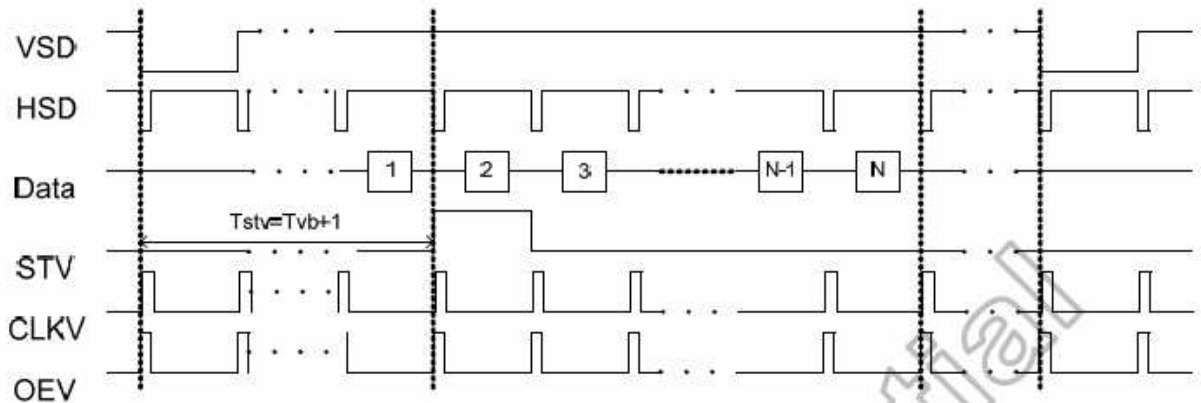 VSD
HSD
Data
1
2
3
N-1
N
Tstv=Tvb+1
STV
CLKV
OEV